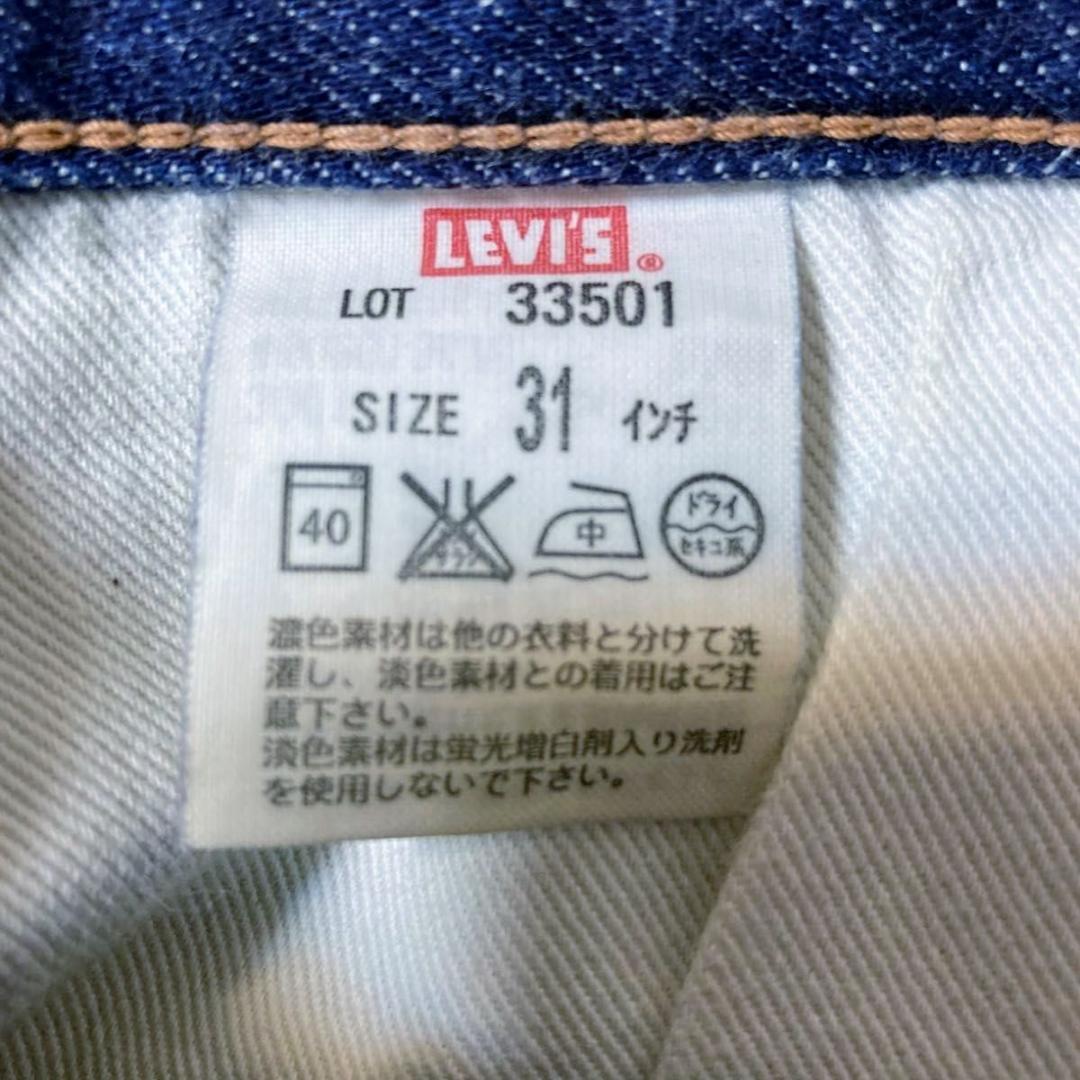 LEVI'S®
LOT 33501
SIZE 31 インチ
40
中
ドライ
セキユ系
濃色素材は他の衣料と分けて洗
濯し、淡色素材との着用はご注
意下さい。
淡色素材は蛍光増白剤入り洗剤
を使用しないで下さい。